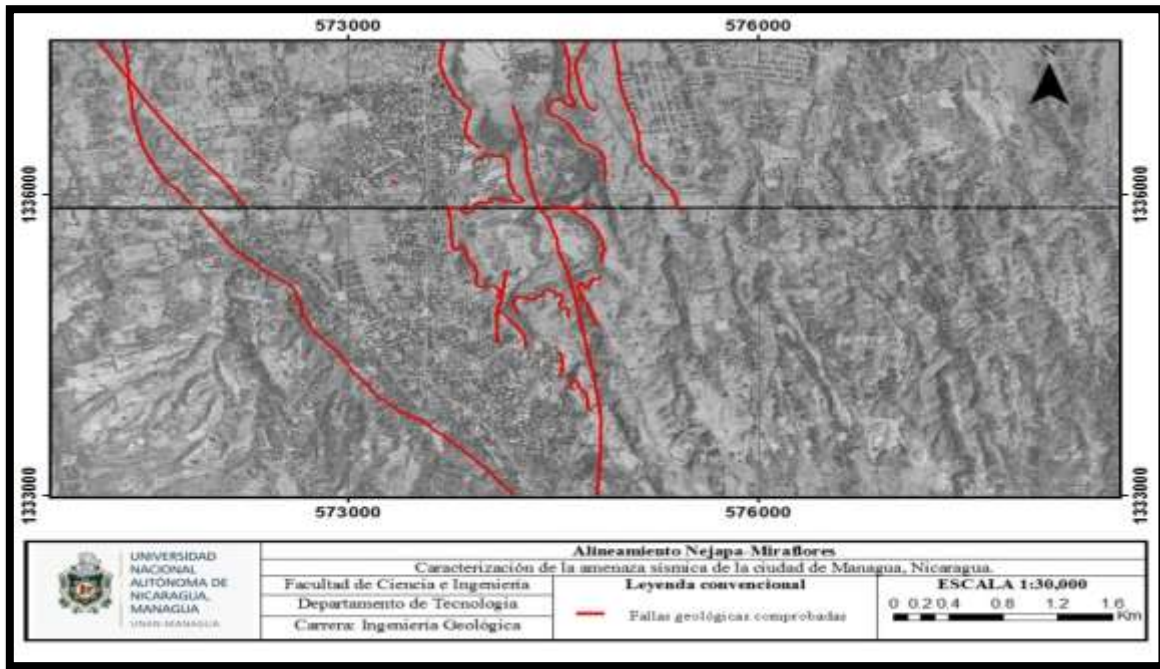 573000 576000
N
1336000 1336000
1333000 1333000
573000 576000
UNIVERSIDAD
NACIONAL
AUTÓNOMA DE
NICARAGUA,
MANAGUA
UNAN-MANAGUA
Alineamiento Nejapa-Miraflores
Caracterización de la amenaza sísmica de la ciudad de Managua, Nicaragua.
Facultad de Ciencia e Ingeniería
Departamento de Tecnología
Carrera: Ingeniería Geológica
Leyenda convencional
Fallas geológicas comprobadas
ESCALA 1:30,000
0 0.2 0.4 0.8 1.2 1.6
Km